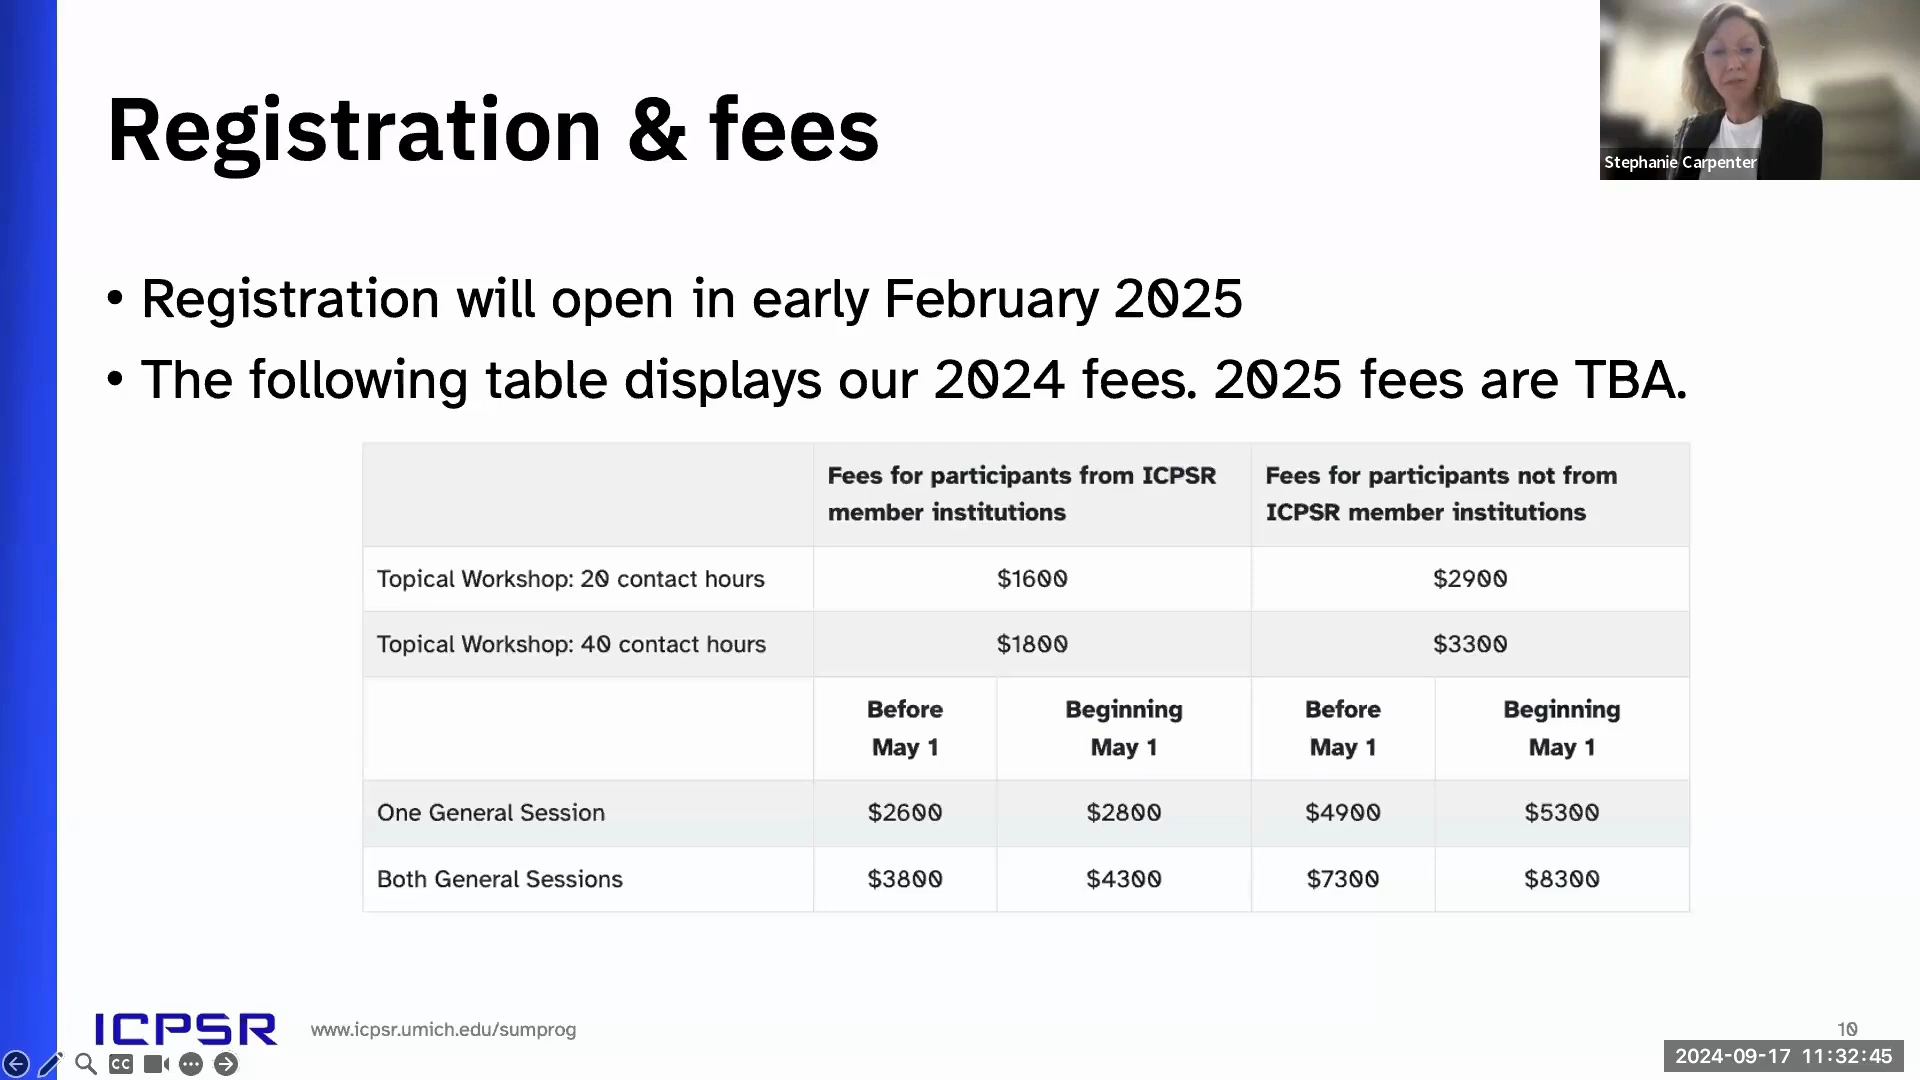 Registration & fees
Stephanie Carpenter
• Registration will open in early February 2025
• The following table displays our 2024 fees. 2025 fees are TBA.
Fees for participants from ICPSR member institutions
Fees for participants not from ICPSR member institutions
Topical Workshop: 20 contact hours $1600 $2900
Topical Workshop: 40 contact hours $1800 $3300
Before May 1 Beginning May 1 Before May 1 Beginning May 1
One General Session $2600 $2800 $4900 $5300
Both General Sessions $3800 $4300 $7300 $8300
ICPSR www.icpsr.umich.edu/sumprog 10
CC
2024-09-17 11:32:45